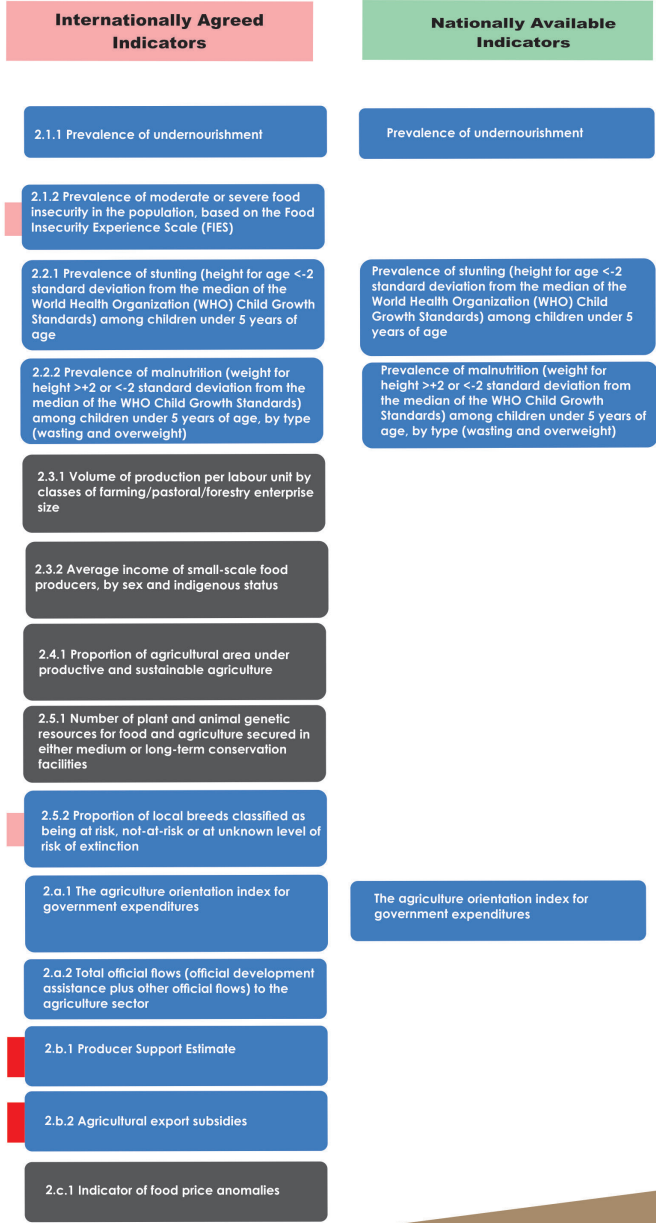 Internationally Agreed
Indicators
Nationally Available
Indicators
2.1.1 Prevalence of undernourishment
Prevalence of undernourishment
2.1.2 Prevalence of moderate or severe food
insecurity in the population, based on the Food
Insecurity Experience Scale (FIES)
2.2.1 Prevalence of stunting (height for age <-2
standard deviation from the median of the
World Health Organization (WHO) Child Growth
Standards) among children under 5 years of
age
Prevalence of stunting (height for age <-2
standard deviation from the median of the
World Health Organization (WHO) Child
Growth Standards) among children under 5
years of age
2.2.2 Prevalence of malnutrition (weight for
height >+2 or <-2 standard deviation from the
median of the WHO Child Growth Standards)
among children under 5 years of age, by type
(wasting and overweight)
Prevalence of malnutrition (weight for
height >+2 or <-2 standard deviation from
the median of the WHO Child Growth
Standards) among children under 5 years of
age, by type (wasting and overweight)
2.3.1 Volume of production per labour unit by
classes of farming/pastoral/forestry enterprise
size
2.3.2 Average income of small-scale food
producers, by sex and indigenous status
2.4.1 Proportion of agricultural area under
productive and sustainable agriculture
2.5.1 Number of plant and animal genetic
resources for food and agriculture secured in
either medium or long-term conservation
facilities
2.5.2 Proportion of local breeds classified as
being at risk, not-at-risk or at unknown level of
risk of extinction
2.a.1 The agriculture orientation index for
government expenditures
The agriculture orientation index for
government expenditures
2.a.2 Total official flows (official development
assistance plus other official flows) to the
agriculture sector
2.b.1 Producer Support Estimate
2.b.2 Agricultural export subsidies
2.c.1 Indicator of food price anomalies